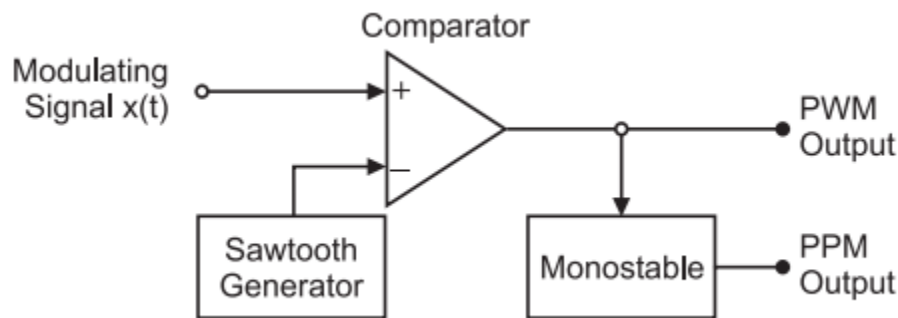 Comparator
Modulating
Signal x(t)
+
−
PWM
Output
Sawtooth
Generator
Monostable
PPM
Output